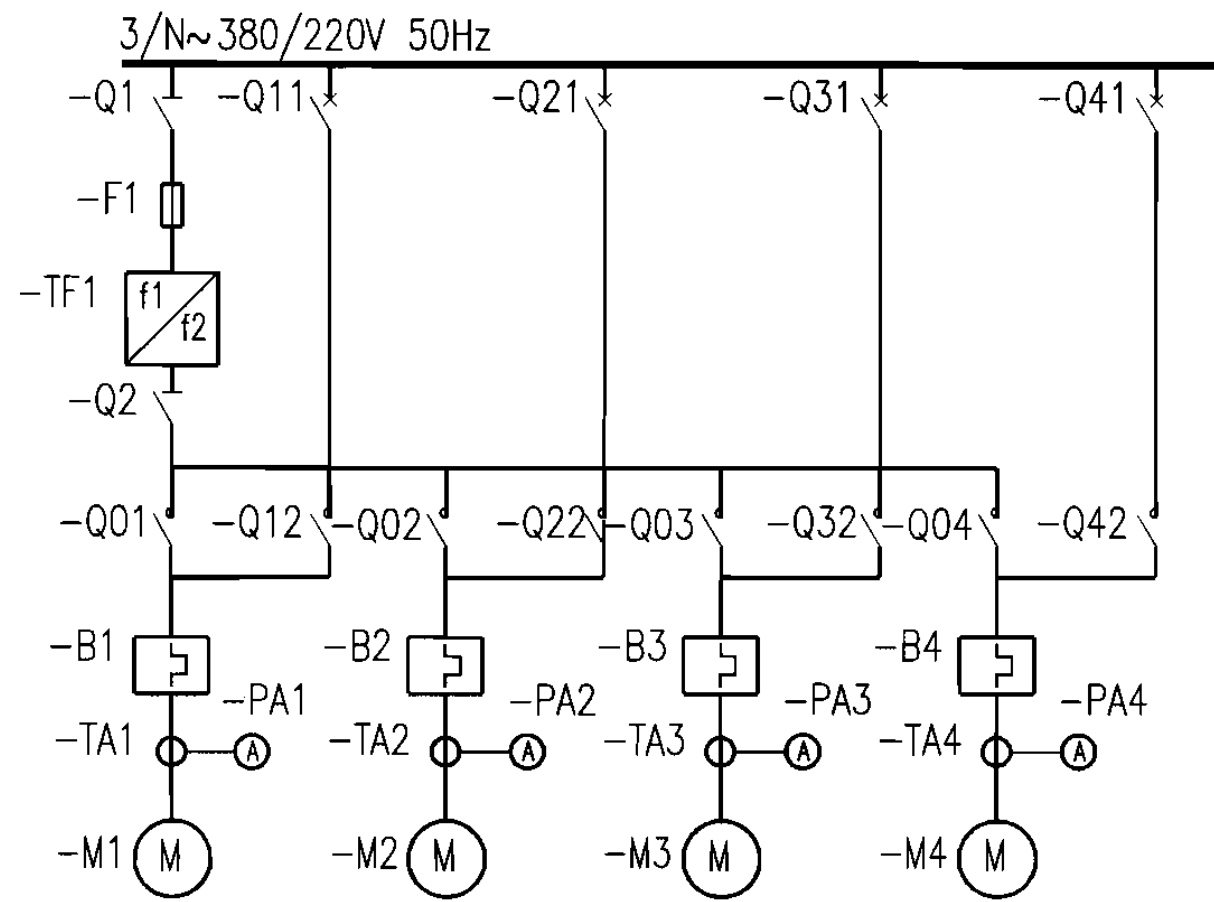 3/N~380/220V 50Hz
-Q1 -Q11 -Q21 -Q31 -Q41
-F1
-TF1 f1
f2
-Q2
-Q01 -Q12 -Q02 -Q22 -Q03 -Q32 -Q04 -Q42
-B1 -B2 -B3 -B4
-PA1 -PA2 -PA3 -PA4
-TA1 A -TA2 A -TA3 A -TA4 A
-M1 M -M2 M -M3 M -M4 M